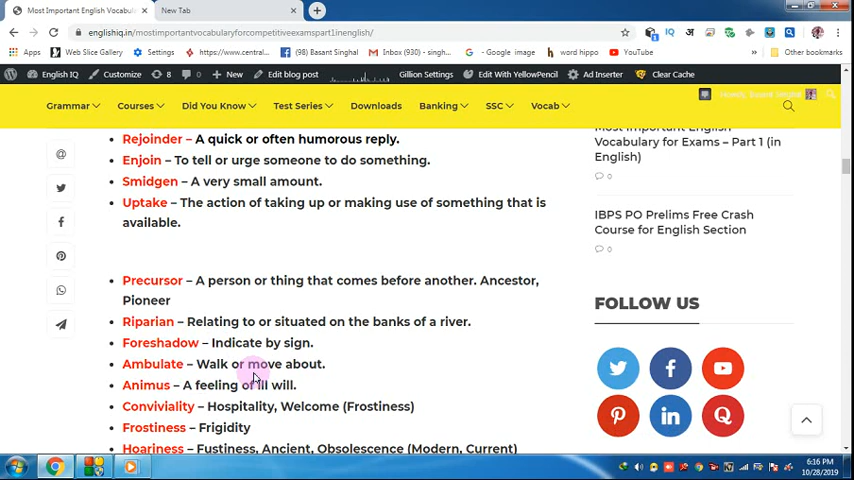 Most Important English Vocabul
New Tab
englishiq.in/mostimportantvocabularyforcompetitiveexamspart1inenglish/
Apps
Web Slice Gallery
Settings
https://www.central...
(98) Basant Singhal
Inbox (930) - singh...
- Google image
word hippo
YouTube
Other bookmarks
English IQ
Customize
8
0
New
Edit blog post
Gillion Settings
Edit With YellowPencil
Ad Inserter
Clear Cache
Grammar
Courses
Did You Know
Test Series
Downloads
Banking
SSC
Vocab
Rejoinder – A quick or often humorous reply.
Enjoin – To tell or urge someone to do something.
Smidgen – A very small amount.
Uptake – The action of taking up or making use of something that is
available.
Precursor – A person or thing that comes before another. Ancestor,
Pioneer
Riparian – Relating to or situated on the banks of a river.
Foreshadow – Indicate by sign.
Ambulate – Walk or move about.
Animus – A feeling of ill will.
Conviviality – Hospitality, Welcome (Frostiness)
Frostiness – Frigidity
Hoariness – Fustiness, Ancient, Obsolescence (Modern, Current)
Most Important English
Vocabulary for Exams – Part 1 (in
English)
0
IBPS PO Prelims Free Crash
Course for English Section
0
FOLLOW US
6:16 PM
10/28/2019